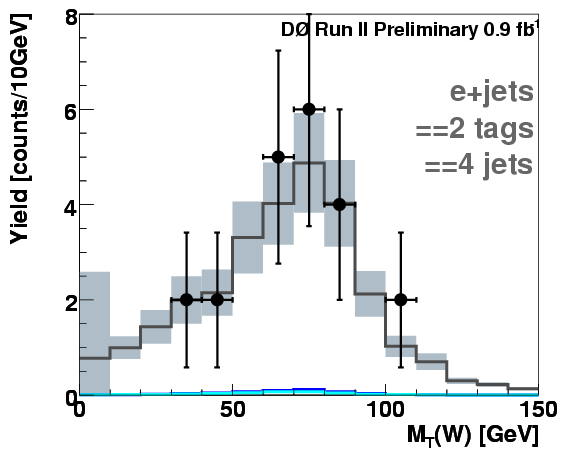 DØ Run II Preliminary 0.9 fb⁻¹
e+jets
==2 tags
==4 jets
Yield [counts/10GeV]
8
6
4
2
0
0 50 100 150
M_T(W) [GeV]